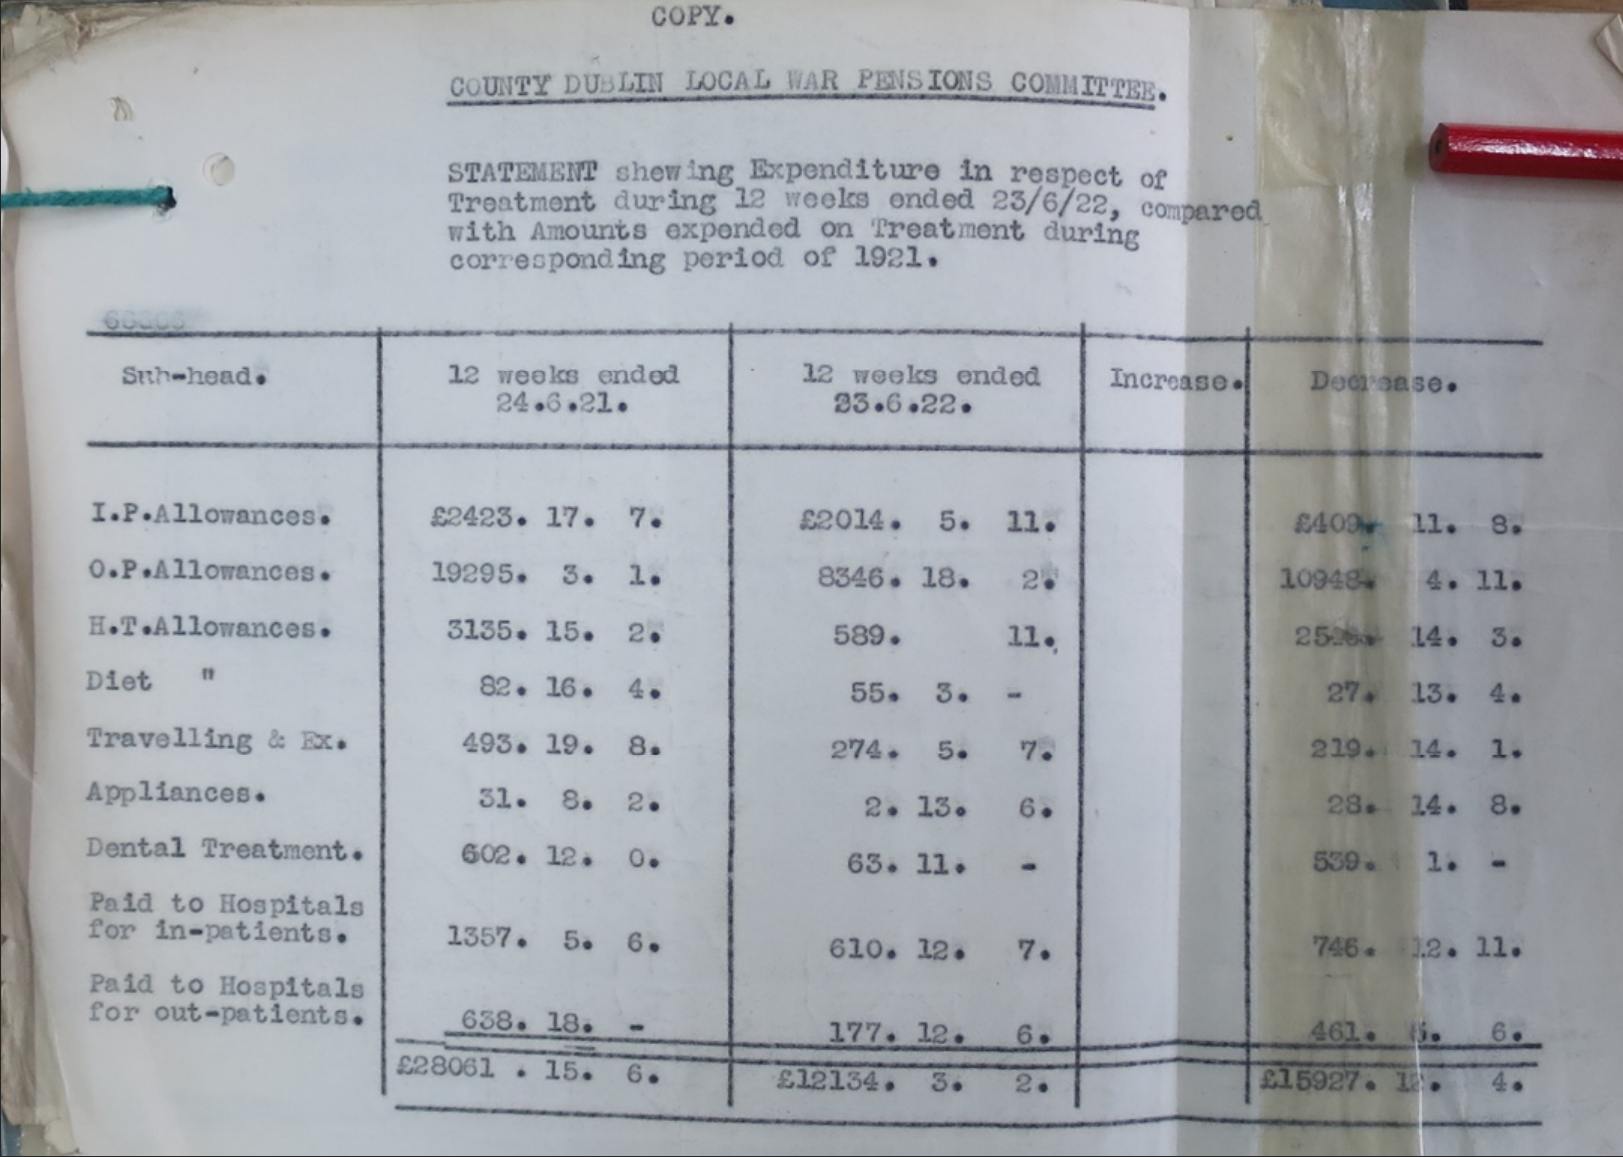 COPY.
COUNTY DUBLIN LOCAL WAR PENSIONS COMMITTEE.
STATEMENT shewing Expenditure in respect of
Treatment during 12 weeks ended 23/6/22, compared
with Amounts expended on Treatment during
corresponding period of 1921.
Sub-head. 12 weeks ended 24.6.21. 12 weeks ended 23.6.22. Increase. Decrease.
I.P.Allowances. £2423. 17. 7. £2014. 5. 11. £409. 11. 8.
O.P.Allowances. 19295. 3. 1. 8346. 18. 2. 10948. 4. 11.
H.T.Allowances. 3135. 15. 2. 589. 11. 14. 3.
Diet " 82. 16. 4. 55. 3. - 27. 13. 4.
Travelling & Ex. 493. 19. 8. 274. 5. 7. 219. 14. 1.
Appliances. 31. 8. 2. 2. 13. 6. 28. 14. 8.
Dental Treatment. 602. 12. 0. 63. 11. - 539. 1. -
Paid to Hospitals
for in-patients. 1357. 5. 6. 610. 12. 7. 746. 12. 11.
Paid to Hospitals
for out-patients. 638. 18. - 177. 12. 6. 461. 5. 6.
£28061 . 15. 6. £12134. 3. 2. £15927. 12. 4.